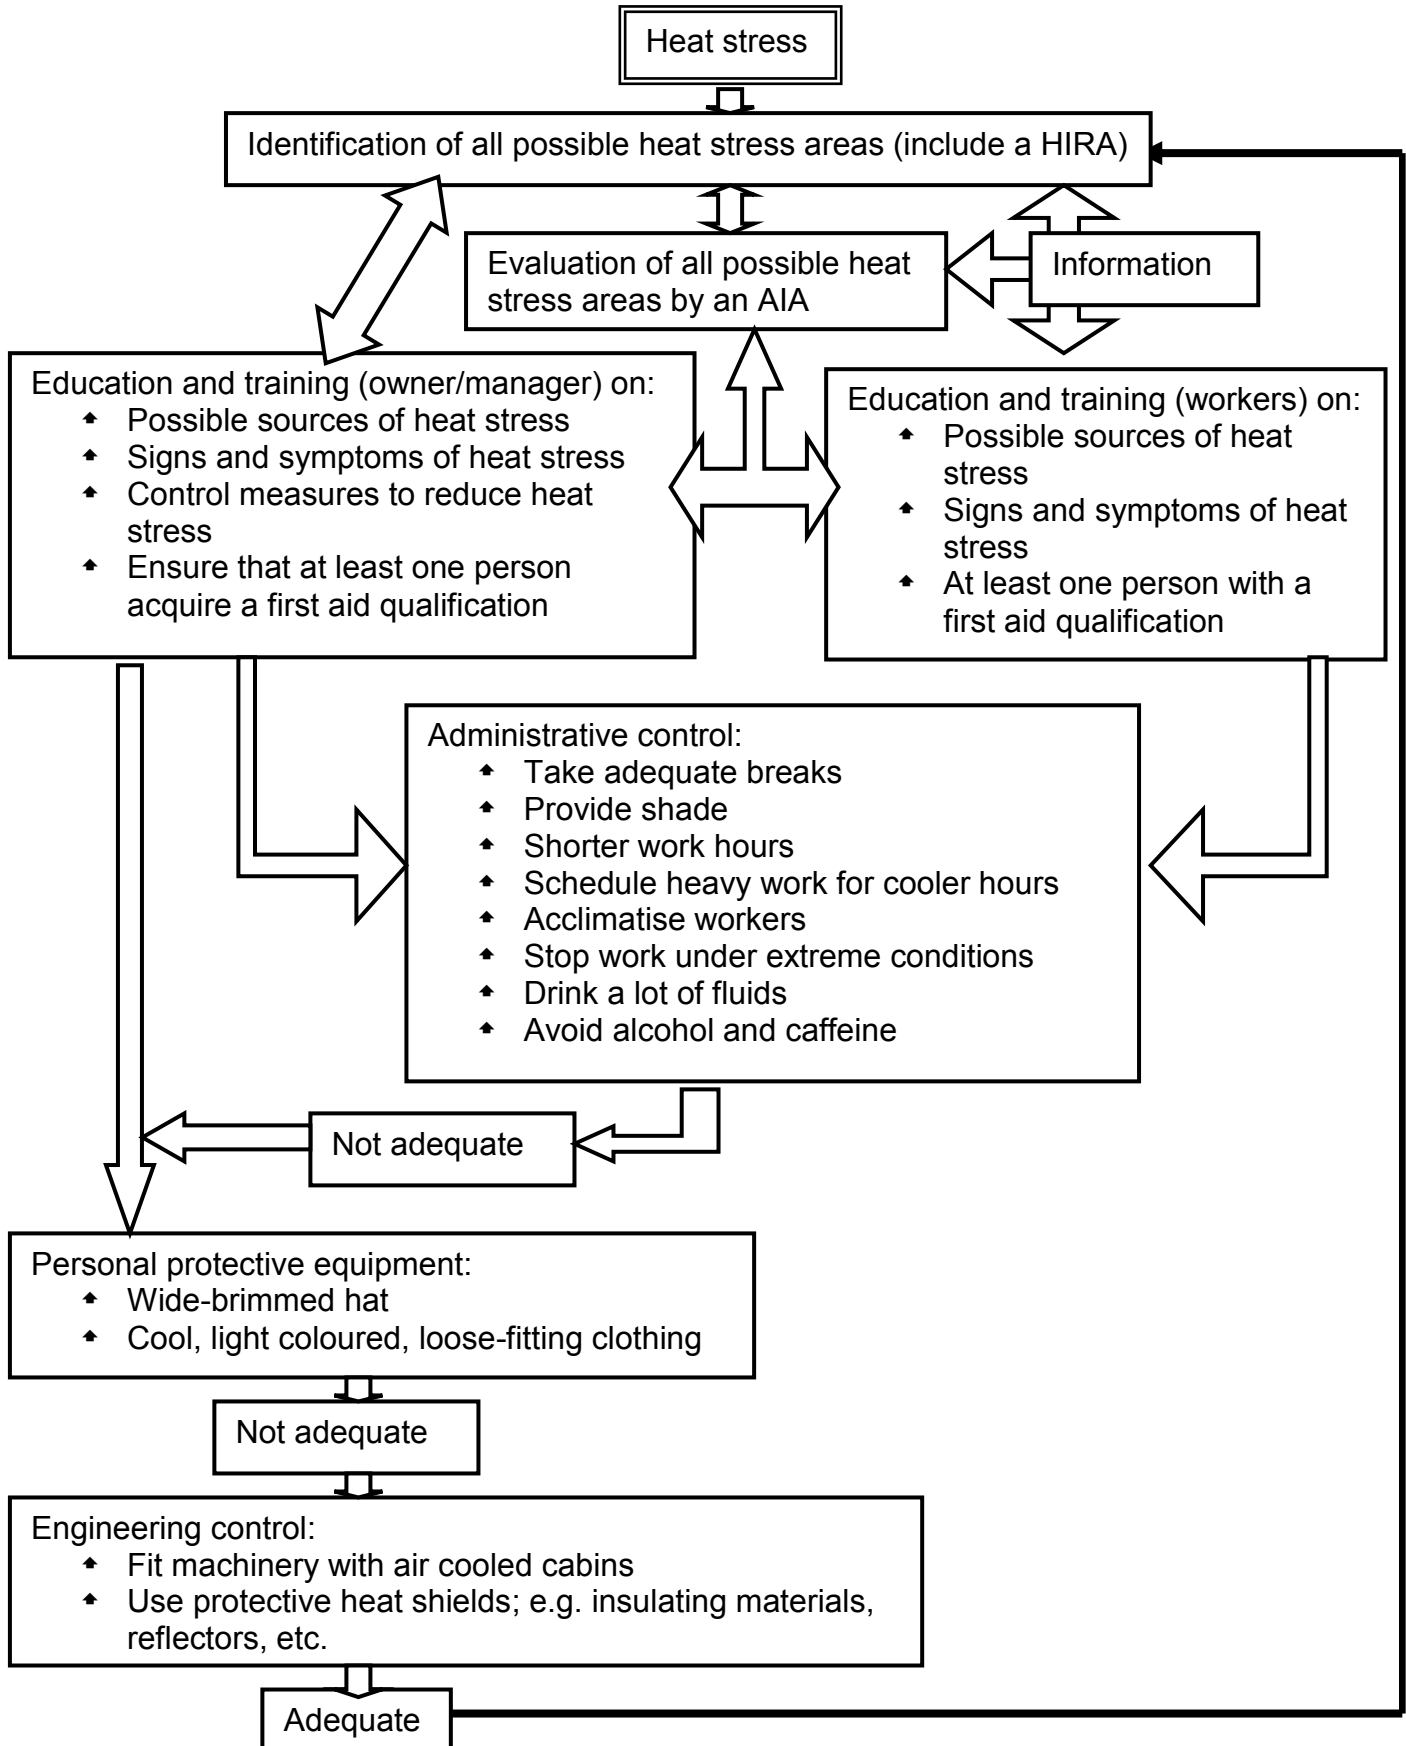 Heat stress
Identification of all possible heat stress areas (include a HIRA)
Evaluation of all possible heat
stress areas by an AIA
Information
Education and training (owner/manager) on:
Possible sources of heat stress
Signs and symptoms of heat stress
Control measures to reduce heat
stress
Ensure that at least one person
acquire a first aid qualification
Education and training (workers) on:
Possible sources of heat
stress
Signs and symptoms of heat
stress
At least one person with a
first aid qualification
Administrative control:
Take adequate breaks
Provide shade
Shorter work hours
Schedule heavy work for cooler hours
Acclimatise workers
Stop work under extreme conditions
Drink a lot of fluids
Avoid alcohol and caffeine
Not adequate
Personal protective equipment:
Wide-brimmed hat
Cool, light coloured, loose-fitting clothing
Not adequate
Engineering control:
Fit machinery with air cooled cabins
Use protective heat shields; e.g. insulating materials,
reflectors, etc.
Adequate